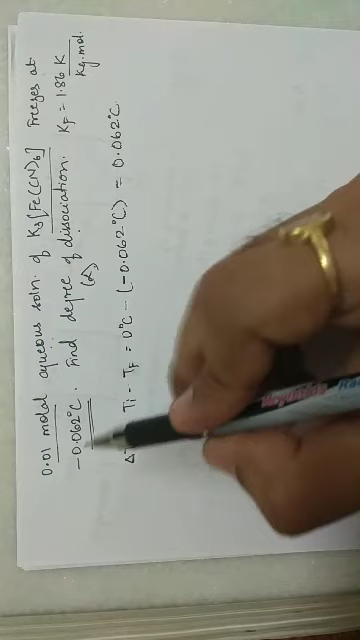 0.01 molal aqueous soln. of K3[Fe(CN)6] Freezes at
-0.062°C. Find degree of dissociation. KF = 1.86 K/Kg.mol.
(α)
Ti - TF = 0°C - (-0.062°C) = 0.062°C